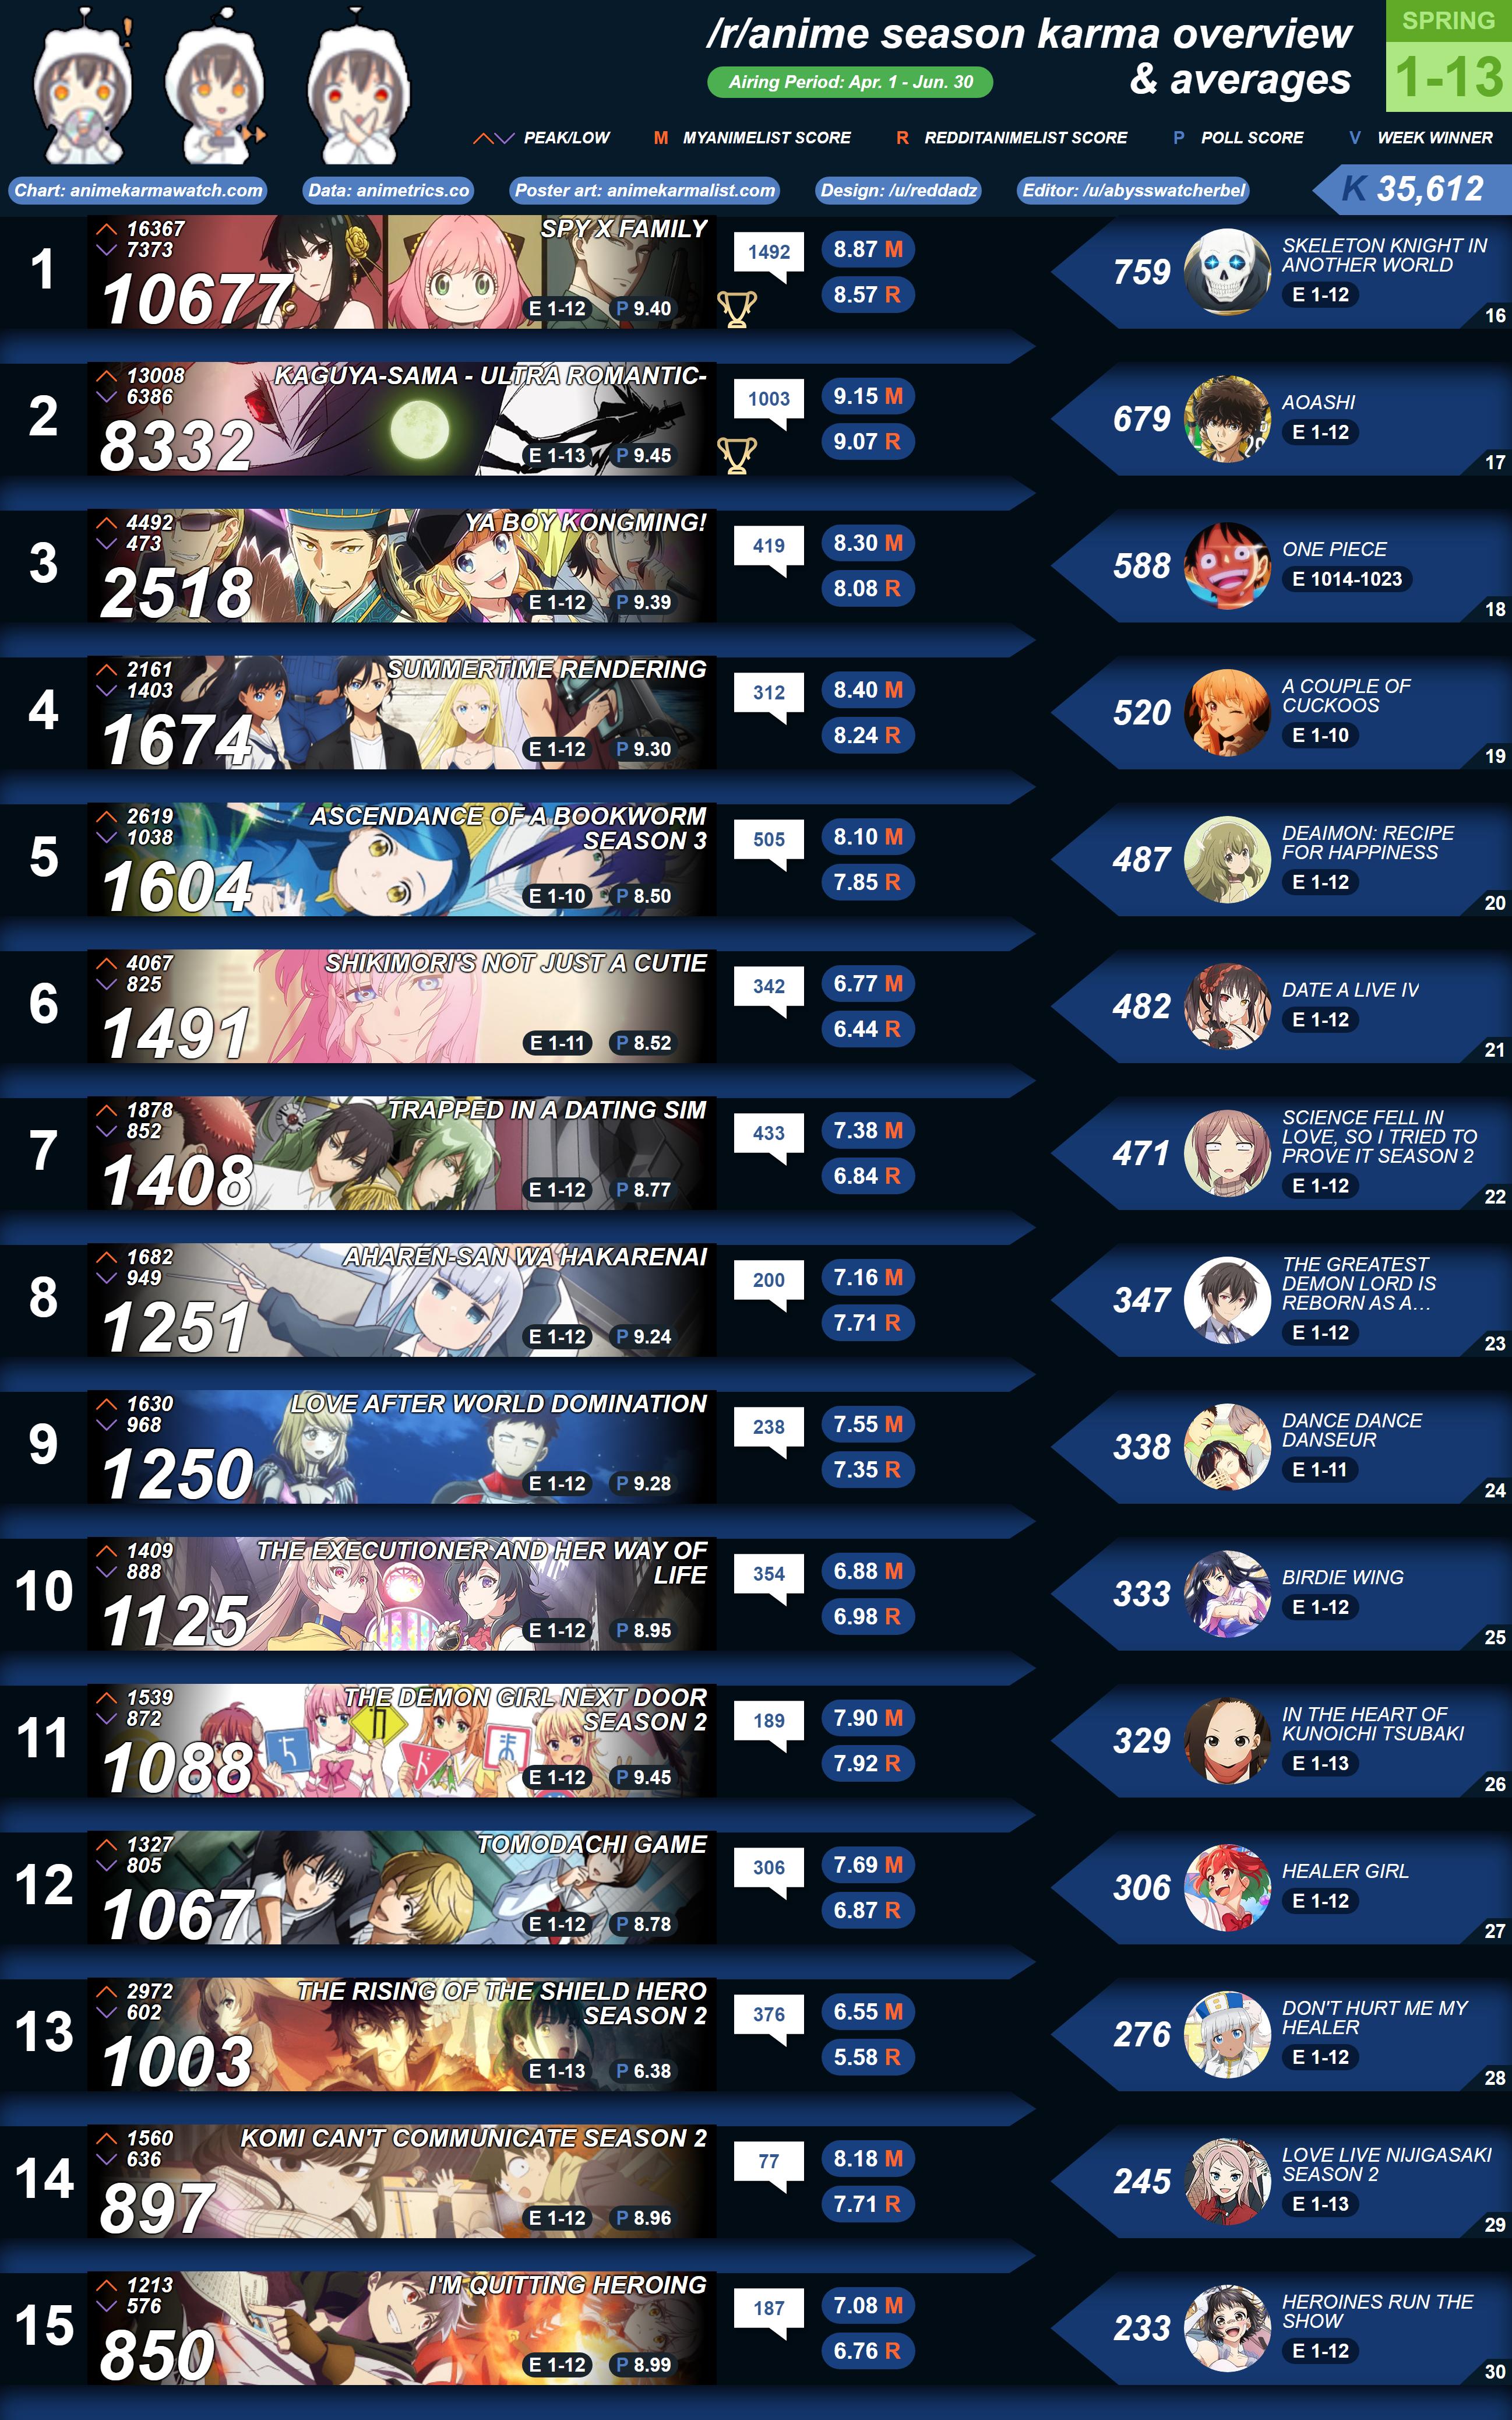 /r/anime season karma overview
& averages
Airing Period: Apr. 1 - Jun. 30
SPRING
1-13
PEAK/LOW
M MYANIMELIST SCORE
R REDDITANIMELIST SCORE
P POLL SCORE
V WEEK WINNER
Chart: animekarmawatch.com
Data: animetrics.co
Poster art: animekarmalist.com
Design: /u/reddadz
Editor: /u/abysswatcherbel
K 35,612
1
16367
7373
10677
SPY X FAMILY
E 1-12 P 9.40
1492
8.87 M
8.57 R
759
SKELETON KNIGHT IN
ANOTHER WORLD
E 1-12
16
2
13008
6386
8332
KAGUYA-SAMA - ULTRA ROMANTIC-
E 1-13 P 9.45
1003
9.15 M
9.07 R
679
AOASHI
E 1-12
17
3
4492
473
2518
YA BOY KONGMING!
E 1-12 P 9.39
419
8.30 M
8.08 R
588
ONE PIECE
E 1014-1023
18
4
2161
1403
1674
SUMMERTIME RENDERING
E 1-12 P 9.30
312
8.40 M
8.24 R
520
A COUPLE OF
CUCKOOS
E 1-10
19
5
2619
1038
1604
ASCENDANCE OF A BOOKWORM
SEASON 3
E 1-10 P 8.50
505
8.10 M
7.85 R
487
DEAIMON: RECIPE
FOR HAPPINESS
E 1-12
20
6
4067
825
1491
SHIKIMORI'S NOT JUST A CUTIE
E 1-11 P 8.52
342
6.77 M
6.44 R
482
DATE A LIVE IV
E 1-12
21
7
1878
852
1408
TRAPPED IN A DATING SIM
E 1-12 P 8.77
433
7.38 M
6.84 R
471
SCIENCE FELL IN
LOVE, SO I TRIED TO
PROVE IT SEASON 2
E 1-12
22
8
1682
949
1251
AHAREN-SAN WA HAKARENAI
E 1-12 P 9.24
200
7.16 M
7.71 R
347
THE GREATEST
DEMON LORD IS
REBORN AS A...
E 1-12
23
9
1630
968
1250
LOVE AFTER WORLD DOMINATION
E 1-12 P 9.28
238
7.55 M
7.35 R
338
DANCE DANCE
DANSEUR
E 1-11
24
10
1409
888
1125
THE EXECUTIONER AND HER WAY OF
LIFE
E 1-12 P 8.95
354
6.88 M
6.98 R
333
BIRDIE WING
E 1-12
25
11
1539
872
1088
THE DEMON GIRL NEXT DOOR
SEASON 2
ち
カ
ド
ま
E 1-12 P 9.45
189
7.90 M
7.92 R
329
IN THE HEART OF
KUNOICHI TSUBAKI
E 1-13
26
12
1327
805
1067
TOMODACHI GAME
E 1-12 P 8.78
306
7.69 M
6.87 R
306
HEALER GIRL
E 1-12
27
13
2972
602
1003
THE RISING OF THE SHIELD HERO
SEASON 2
E 1-13 P 6.38
376
6.55 M
5.58 R
276
DON'T HURT ME MY
HEALER
E 1-12
28
14
1560
636
897
KOMI CAN'T COMMUNICATE SEASON 2
E 1-12 P 8.96
77
8.18 M
7.71 R
245
LOVE LIVE NIJIGASAKI
SEASON 2
E 1-13
29
15
1213
576
850
I'M QUITTING HEROING
E 1-12 P 8.99
187
7.08 M
6.76 R
233
HEROINES RUN THE
SHOW
E 1-12
30